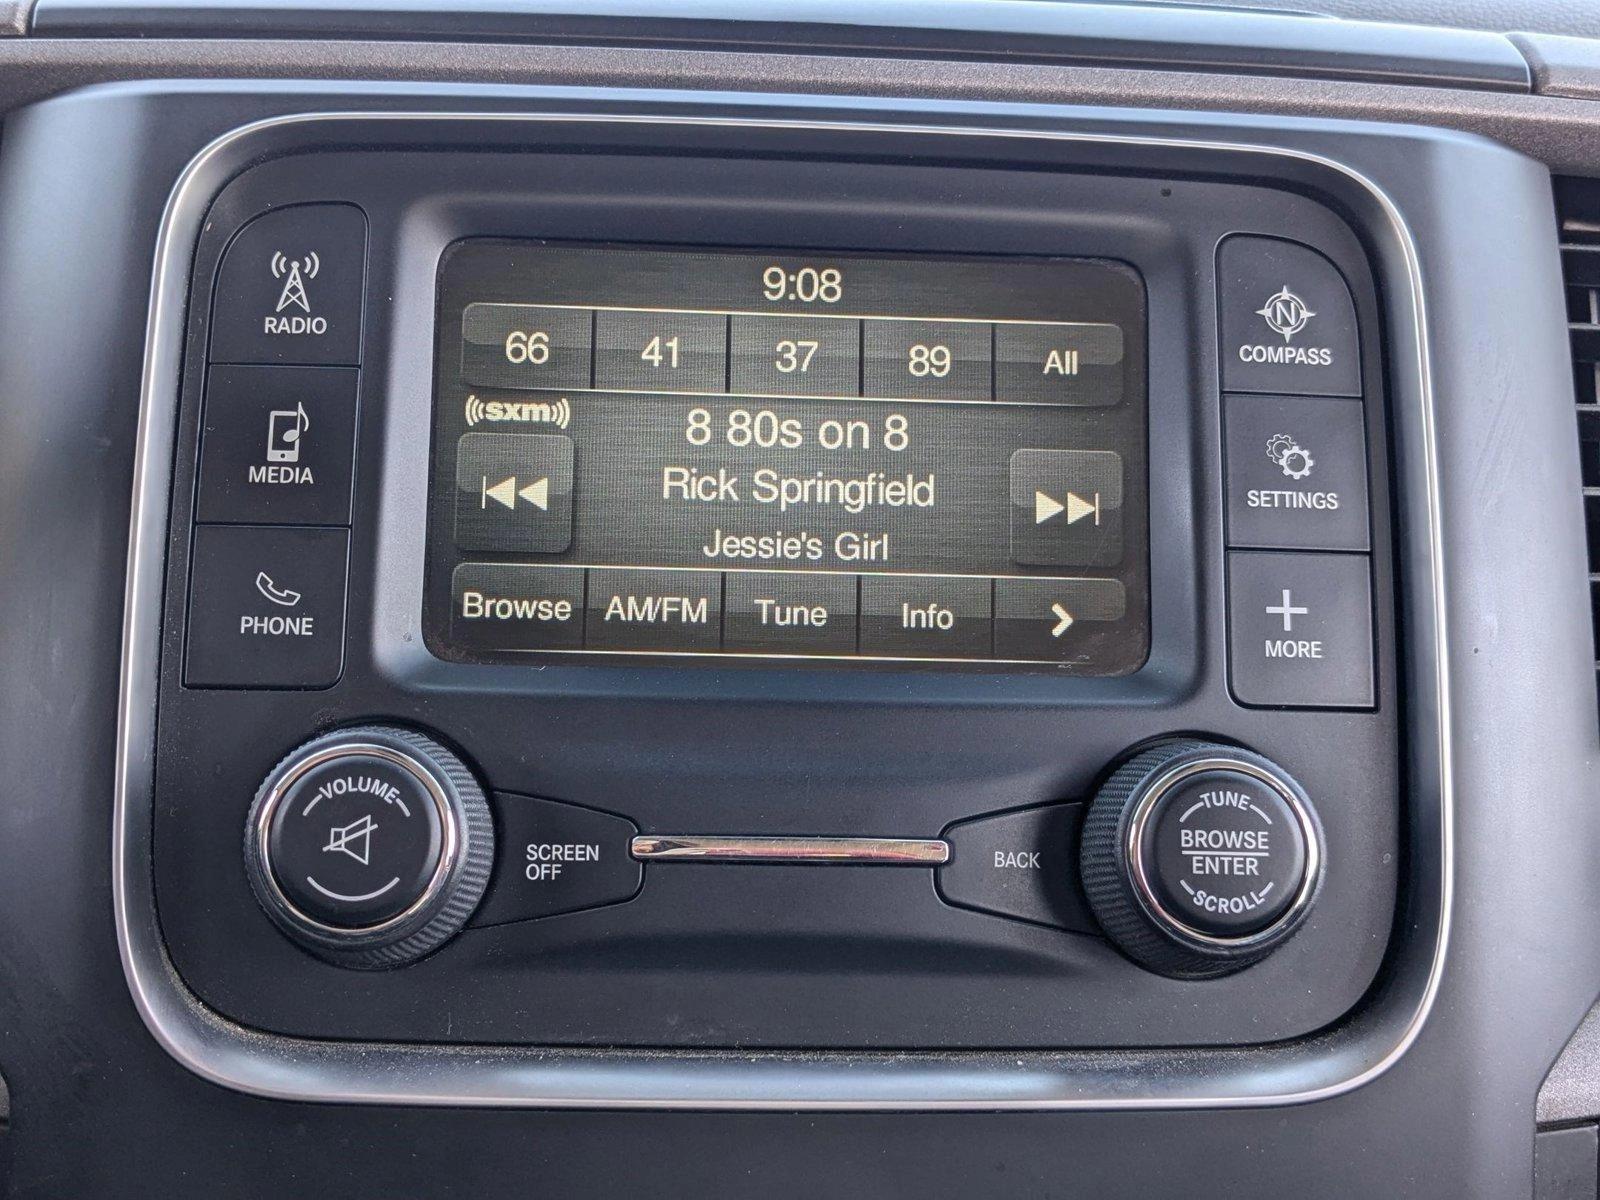 9:08
66 41 37 89 All
((sxm))
8 80s on 8
Rick Springfield
Jessie's Girl
Browse AM/FM Tune Info
RADIO
MEDIA
PHONE
N
COMPASS
SETTINGS
MORE
VOLUME
SCREEN
OFF
BACK
TUNE
BROWSE
ENTER
SCROLL